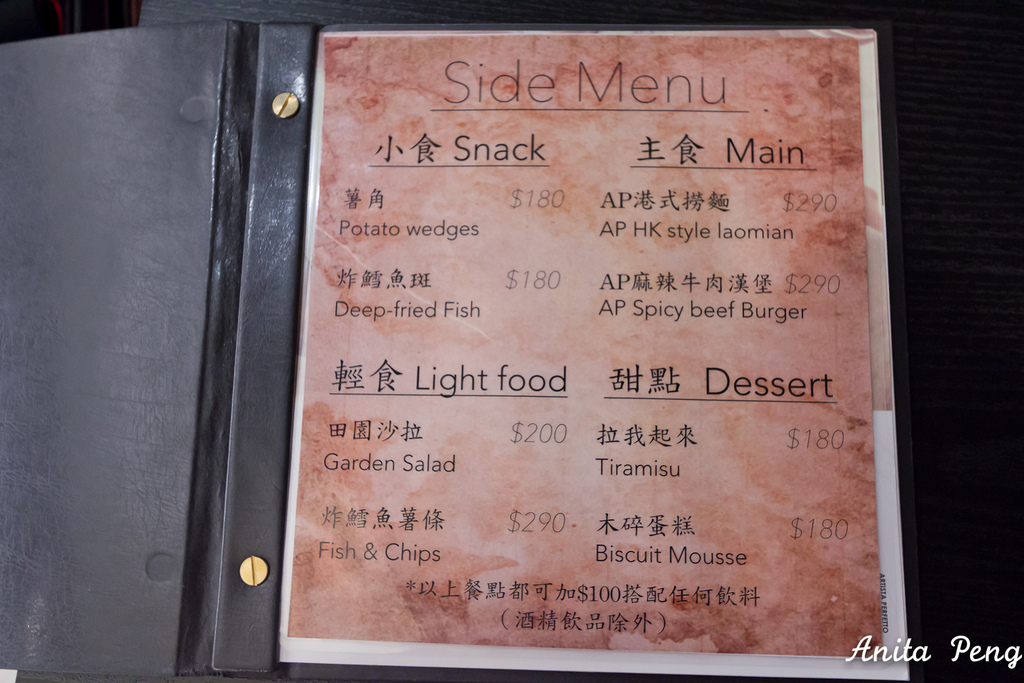 Side Menu
小食 Snack
薯角 $180
Potato wedges
炸鱈魚斑 $180
Deep-fried Fish
主食 Main
AP港式撈麵 $290
AP HK style laomian
AP麻辣牛肉漢堡 $290
AP Spicy beef Burger
輕食 Light food
田園沙拉 $200
Garden Salad
炸鱈魚薯條 $290
Fish & Chips
甜點 Dessert
拉我起來 $180
Tiramisu
木碎蛋糕 $180
Biscuit Mousse
*以上餐點都可加$100搭配任何飲料
(酒精飲品除外)
ARTISTA PERFETTO
Anita Peng